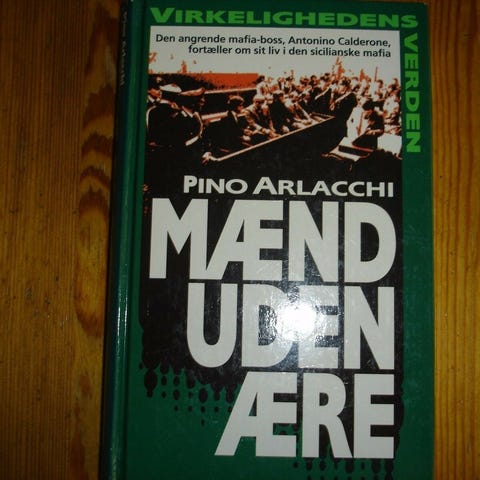 VIRKELIGHEDENS
VERDEN
Den angrende mafia-boss, Antonino Calderone,
fortæller om sit liv i den sicilianske mafia
PINO ARLACCHI
MÆND
UDEN
ÆRE